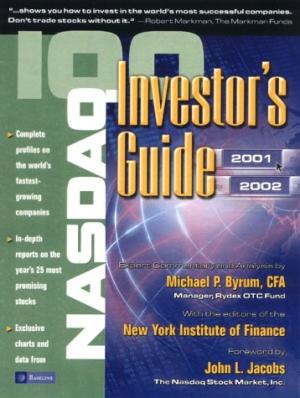 "...shows you how to invest in the world's most successful companies.
Don't trade stocks without it." —Robert Markman, The Markman Funds
NASDAQ
100
Investor's
Guide
2001
2002
Complete
profiles on
the world's
fastest-
growing
companies
In-depth
reports on the
year's 25 most
promising
stocks
Exclusive
charts and
data from
BASELINE
Expert Commentary and Analysis by
Michael P. Byrum, CFA
Manager, Rydex OTC Fund
With the editors of the
New York Institute of Finance
Foreword by
John L. Jacobs
The Nasdaq Stock Market, Inc.